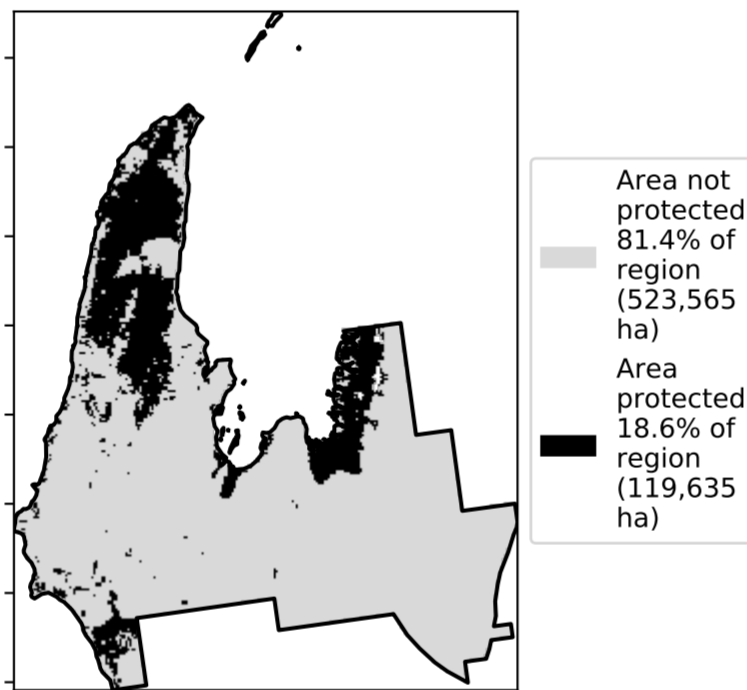 Area not
protected
81.4% of
region
(523,565
ha)
Area
protected
18.6% of
region
(119,635
ha)